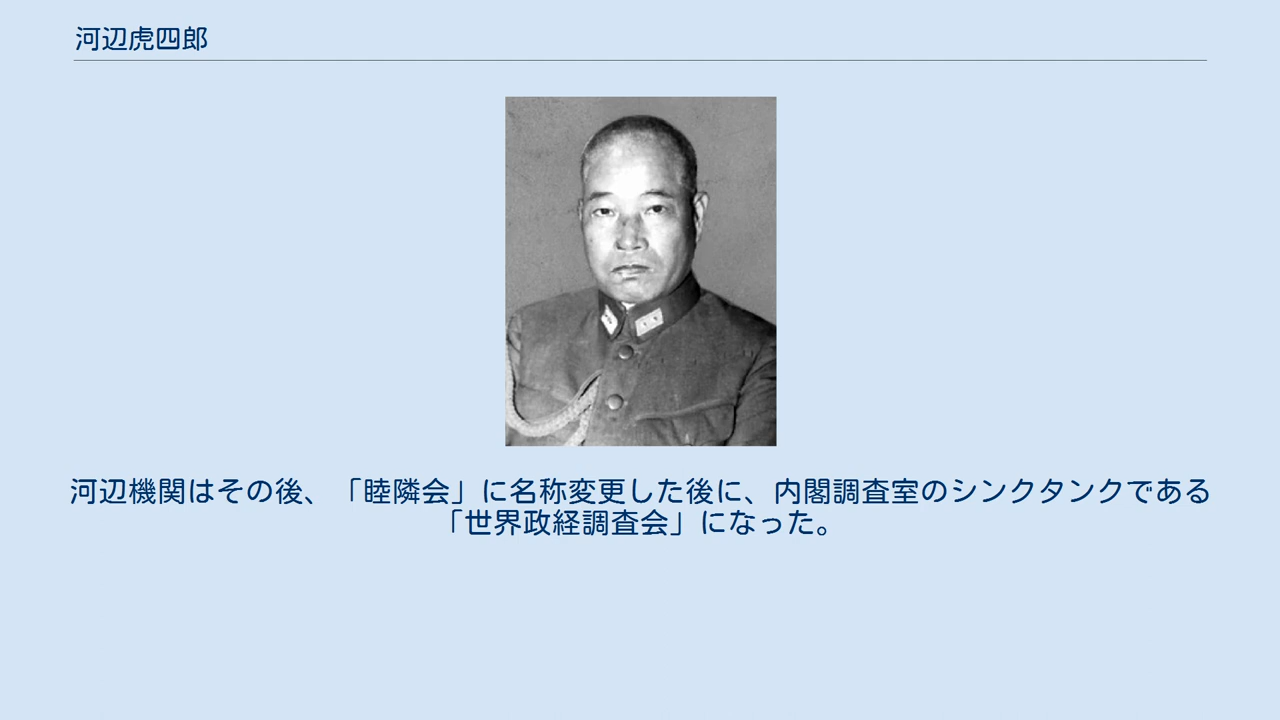 河辺虎四郎
河辺機関はその後、「睦隣会」に名称変更した後に、内閣調査室のシンクタンクである
「世界政経調査会」になった。